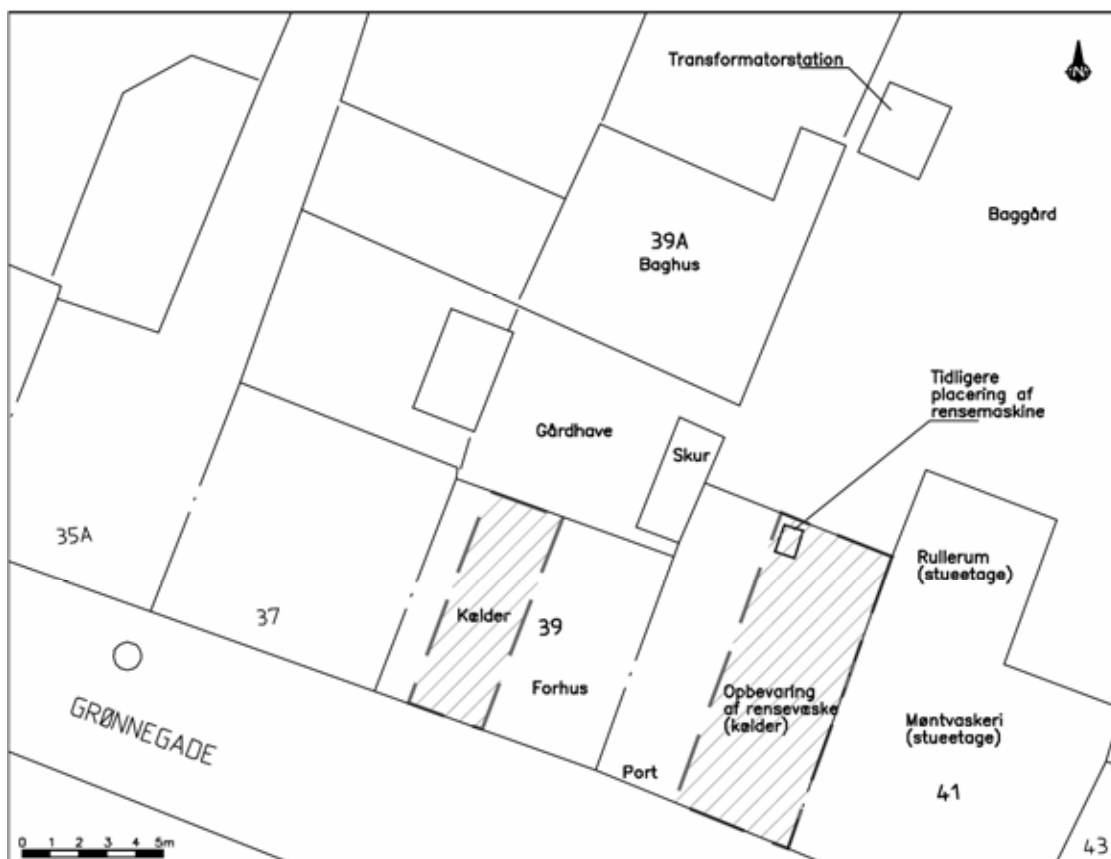 Transformatorstation
N
Baggård
39A
Baghus
Tidligere
placering af
rensemaskine
Gårdhave
Skur
35A
37
Kælder
39
Forhus
Rullerum
(stueetage)
Opbevaring
af rensevæske
(kælder)
Møntvaskeri
(stueetage)
GRØNNEGADE
Port
41
43
0 1 2 3 4 5m